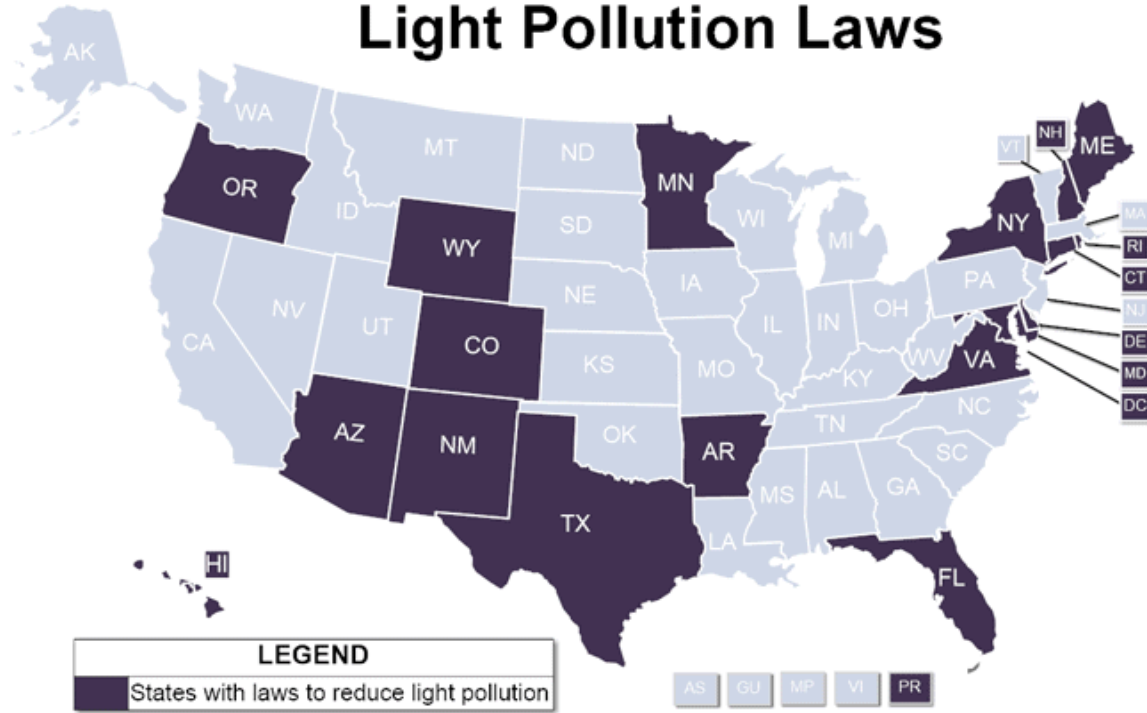 Light Pollution Laws
AK
WA
MT
ND
MN
VT
NH
ME
OR
ID
SD
WI
MI
NY
MA
RI
CT
WY
NE
IA
PA
NJ
NV
UT
CO
KS
MO
IL
IN
OH
WV
VA
DE
MD
DC
CA
KY
AZ
NM
OK
AR
TN
NC
SC
TX
MS
AL
GA
LA
FL
HI
LEGEND
States with laws to reduce light pollution
AS
GU
MP
VI
PR